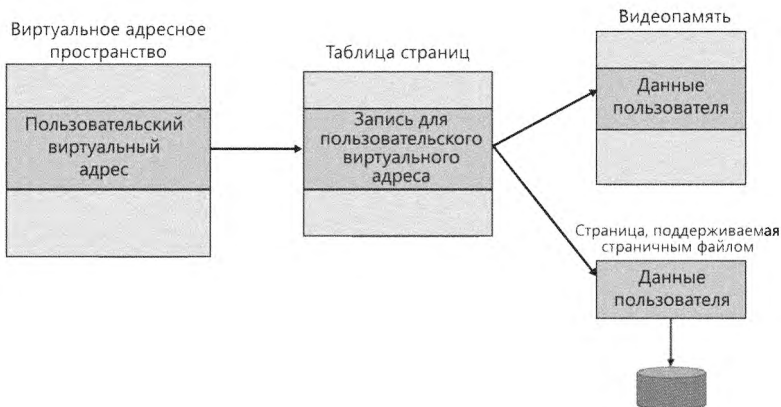 Виртуальное адресное
пространство
Пользовательский
виртуальный
адрес
Таблица страниц
Запись для
пользовательского
виртуального
адреса
Видеопамять
Данные
пользователя
Страница, поддерживаемая
страничным файлом
Данные
пользователя